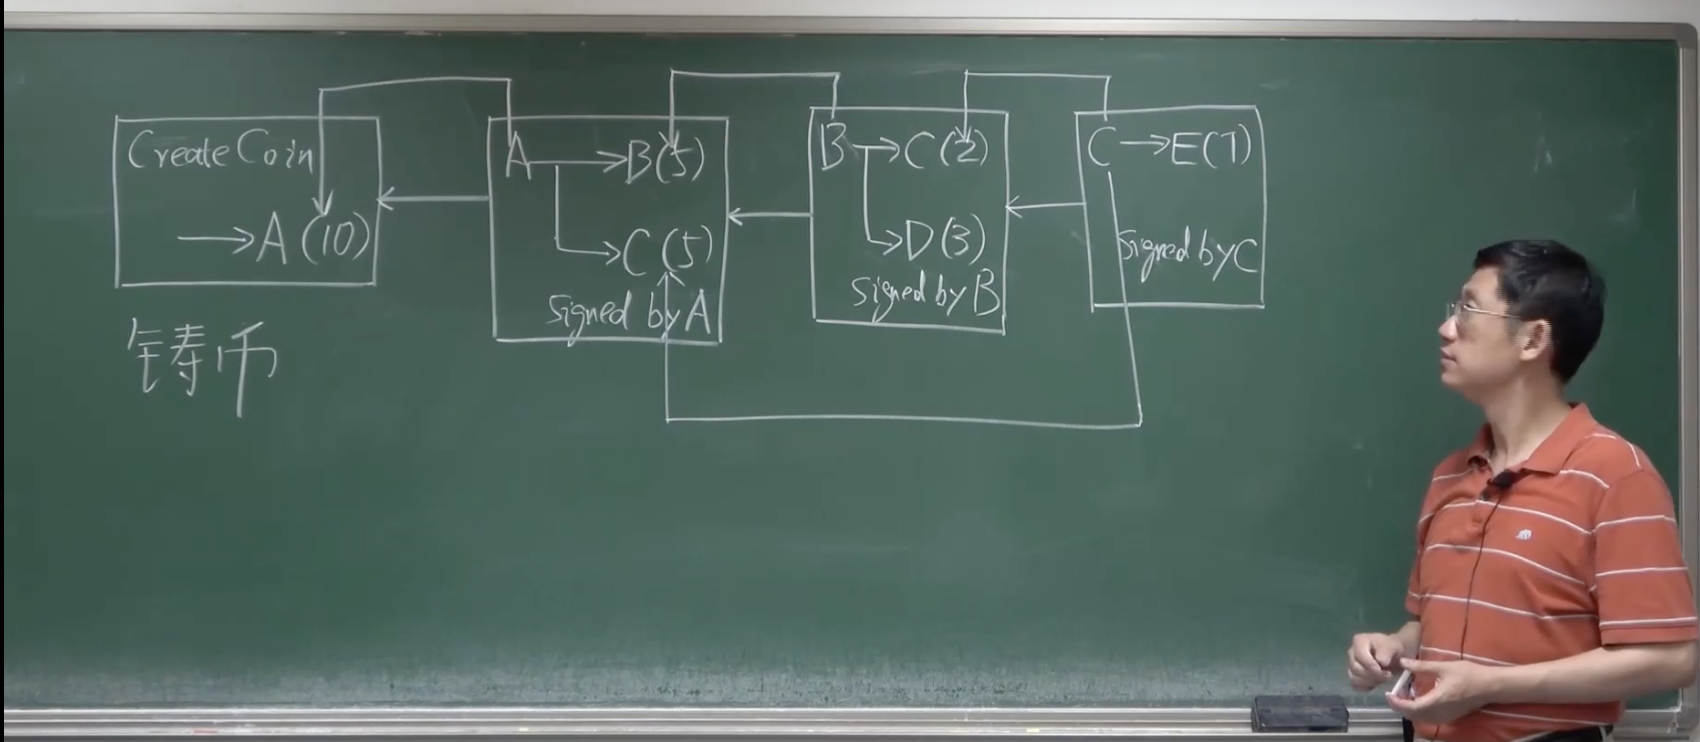 Create Coin
→ A (10)
铸币
A → B(5)
→ C (5)
signed by A
B → C (2)
→ D (3)
signed by B
C → E(7)
signed by C